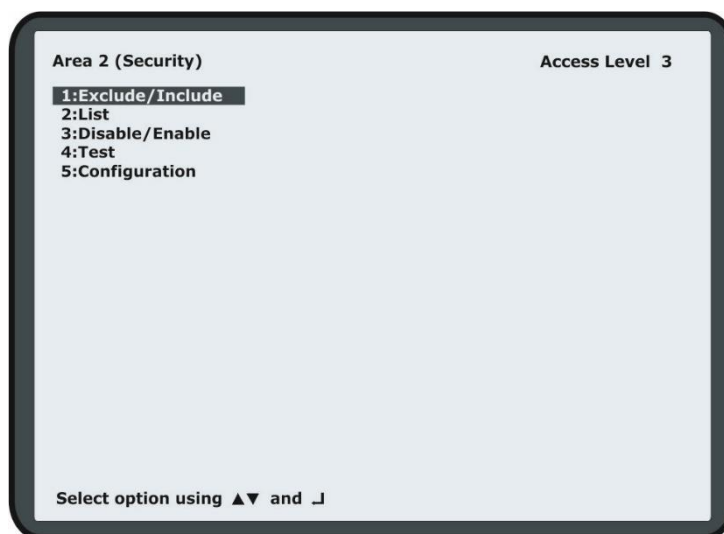 Area 2 (Security) Access Level 3
1:Exclude/Include
2:List
3:Disable/Enable
4:Test
5:Configuration
Select option using ▲▼ and ↵